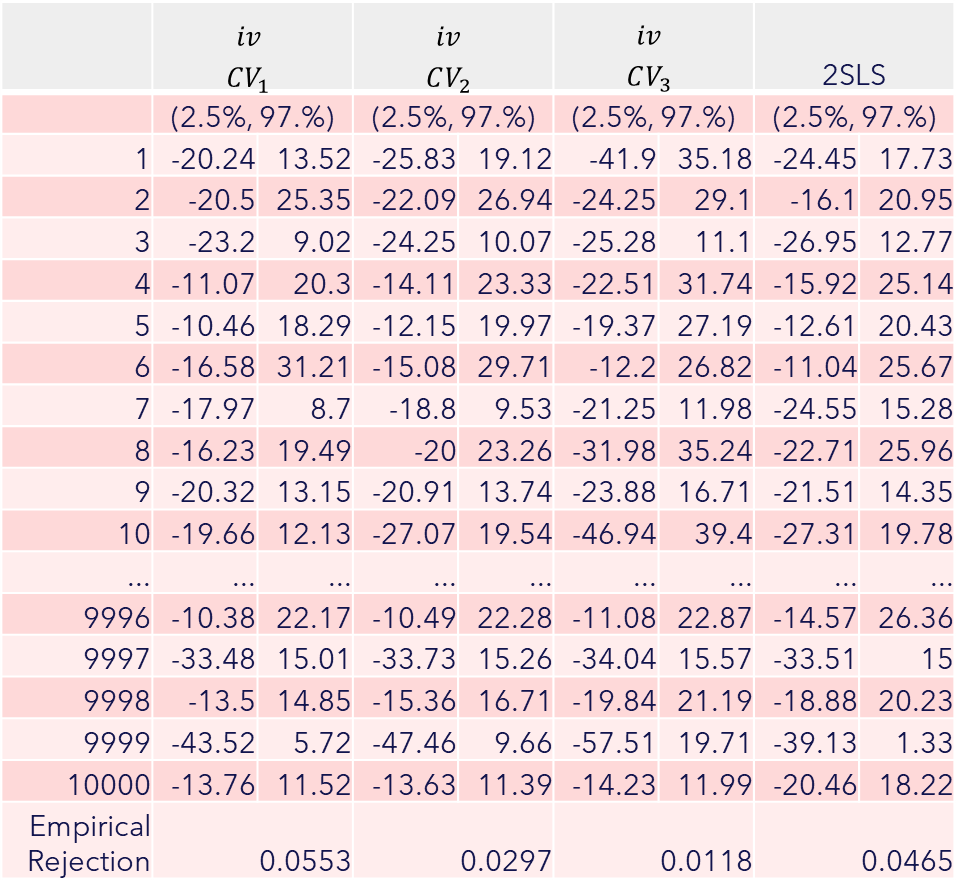 iv iv iv
CV₁ CV₂ CV₃ 2SLS
(2.5%, 97.%) (2.5%, 97.%) (2.5%, 97.%) (2.5%, 97.%)
1 -20.24 13.52 -25.83 19.12 -41.9 35.18 -24.45 17.73
2 -20.5 25.35 -22.09 26.94 -24.25 29.1 -16.1 20.95
3 -23.2 9.02 -24.25 10.07 -25.28 11.1 -26.95 12.77
4 -11.07 20.3 -14.11 23.33 -22.51 31.74 -15.92 25.14
5 -10.46 18.29 -12.15 19.97 -19.37 27.19 -12.61 20.43
6 -16.58 31.21 -15.08 29.71 -12.2 26.82 -11.04 25.67
7 -17.97 8.7 -18.8 9.53 -21.25 11.98 -24.55 15.28
8 -16.23 19.49 -20 23.26 -31.98 35.24 -22.71 25.96
9 -20.32 13.15 -20.91 13.74 -23.88 16.71 -21.51 14.35
10 -19.66 12.13 -27.07 19.54 -46.94 39.4 -27.31 19.78
... ... ... ... ... ... ... ... ...
9996 -10.38 22.17 -10.49 22.28 -11.08 22.87 -14.57 26.36
9997 -33.48 15.01 -33.73 15.26 -34.04 15.57 -33.51 15
9998 -13.5 14.85 -15.36 16.71 -19.84 21.19 -18.88 20.23
9999 -43.52 5.72 -47.46 9.66 -57.51 19.71 -39.13 1.33
10000 -13.76 11.52 -13.63 11.39 -14.23 11.99 -20.46 18.22
Empirical
Rejection 0.0553 0.0297 0.0118 0.0465